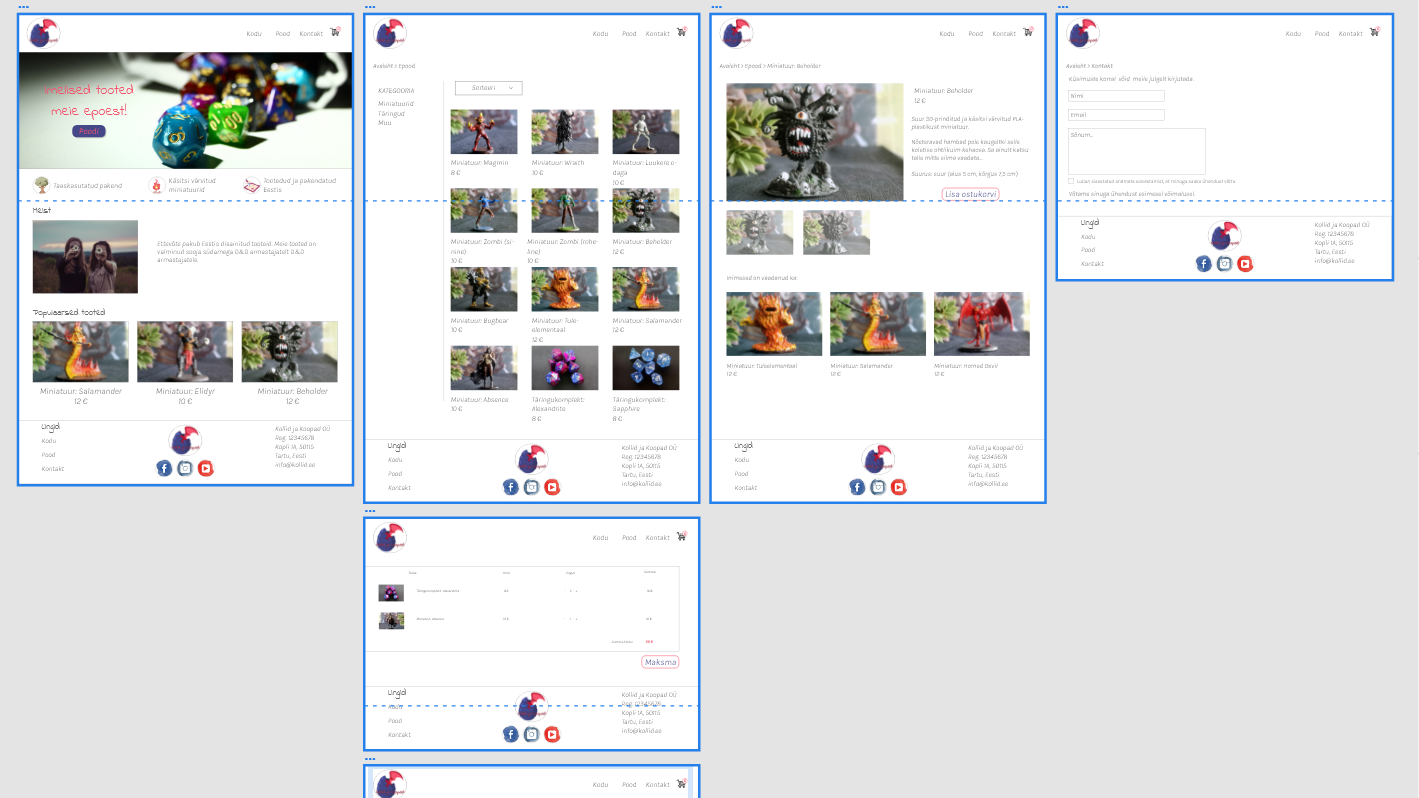 Kodu Pood Kontakt
Imelised tooted
meie epoest!
Poodi
Taaskasutatud pakend
Käsitsi värvitud
miniatuurid
Tootedud ja pakendatud
Eestis
Meist
Ettevõte pakub Eestis disainitud tooteid. Meie tooted on
valminud sooja südamega D&D armastajatelt D&D
armastajatele.
Populaarsed tooted
Miniatuur: Salamander
12 €
Miniatuur: Elidyr
10 €
Miniatuur: Beholder
12 €
Lingid
Kodu
Pood
Kontakt
Kollid ja Koopad OÜ
Reg. 12345678
Kopli 1A, 50115
Tartu, Eesti
info@kollid.ee
Kodu Pood Kontakt
Avaleht > Epood
KATEGOORIA
Miniatuurid
Täringud
Muu
Sorteeri
Miniatuur: Magmin
8 €
Miniatuur: Wraith
10 €
Miniatuur: Luukere o-
daga
10 €
Miniatuur: Zombi (si-
nine)
10 €
Miniatuur: Zombi (rohe-
line)
10 €
Miniatuur: Beholder
12 €
Miniatuur: Bugbear
10 €
Miniatuur: Tule-
elementaal
12 €
Miniatuur: Salamander
12 €
Miniatuur: Absence
10 €
Täringukomplekt:
Alexandrite
8 €
Täringukomplekt:
Sapphire
8 €
Lingid
Kodu
Pood
Kontakt
Kollid ja Koopad OÜ
Reg. 12345678
Kopli 1A, 50115
Tartu, Eesti
info@kollid.ee
Kodu Pood Kontakt
Avaleht > Epood > Miniatuur: Beholder
Miniatuur: Beholder
12 €
Suur 3D-prinditud ja käsitsi värvitud PLA-
plastikust miniatuur.
Nõeteravad hambad pole kaugeltki selle
koletise ohtlikuim kehaosa. Sa ainult katsu
talle mitte silma vaadata...
Suurus: suur (alus 5 cm, kõrgus 7,5 cm)
Lisa ostukorvi
Inimesed on vaadanud ka:
Miniatuur: Tuleelementaal
12 €
Miniatuur: Salamander
12 €
Miniatuur: Horned Devil
12 €
Lingid
Kodu
Pood
Kontakt
Kollid ja Koopad OÜ
Reg. 12345678
Kopli 1A, 50115
Tartu, Eesti
info@kollid.ee
Kodu Pood Kontakt
Avaleht > Kontakt
Küsimuste korral võid meile julgelt kirjutada.
Nimi
Email
Sõnum...
Võtame sinuga ühendust esimesel võimalusel.
Lingid
Kodu
Pood
Kontakt
Kollid ja Koopad OÜ
Reg. 12345678
Kopli 1A, 50115
Tartu, Eesti
info@kollid.ee
Kodu Pood Kontakt
Maksma
Lingid
Kodu
Pood
Kontakt
Kollid ja Koopad OÜ
Reg. 12345678
Kopli 1A, 50115
Tartu, Eesti
info@kollid.ee
Kodu Pood Kontakt